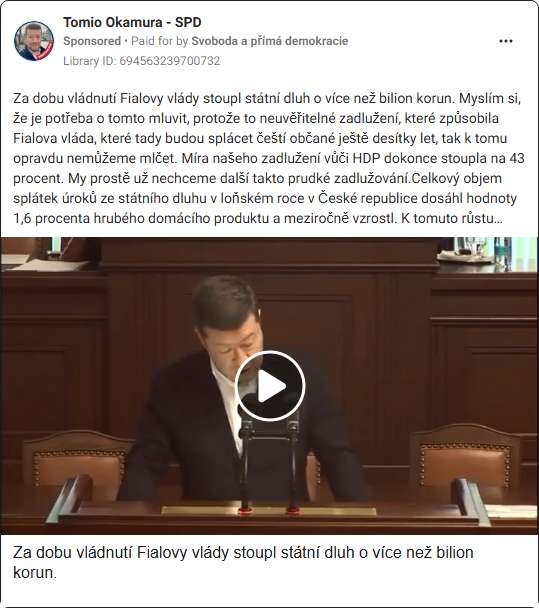 Tomio Okamura - SPD
Sponsored • Paid for by Svoboda a přímá demokracie
Library ID: 694563239700732
Za dobu vládnutí Fialovy vlády stoupl státní dluh o více než bilion korun. Myslím si,
že je potřeba o tomto mluvit, protože to neuvěřitelné zadlužení, které způsobila
Fialova vláda, které tady budou splácet čeští občané ještě desítky let, tak k tomu
opravdu nemůžeme mlčet. Míra našeho zadlužení vůči HDP dokonce stoupla na 43
procent. My prostě už nechceme další takto prudké zadlužování.Celkový objem
splátek úroků ze státního dluhu v loňském roce v České republice dosáhl hodnoty
1,6 procenta hrubého domácího produktu a meziročně vzrostl. K tomuto růstu…
Za dobu vládnutí Fialovy vlády stoupl státní dluh o více než bilion
korun.